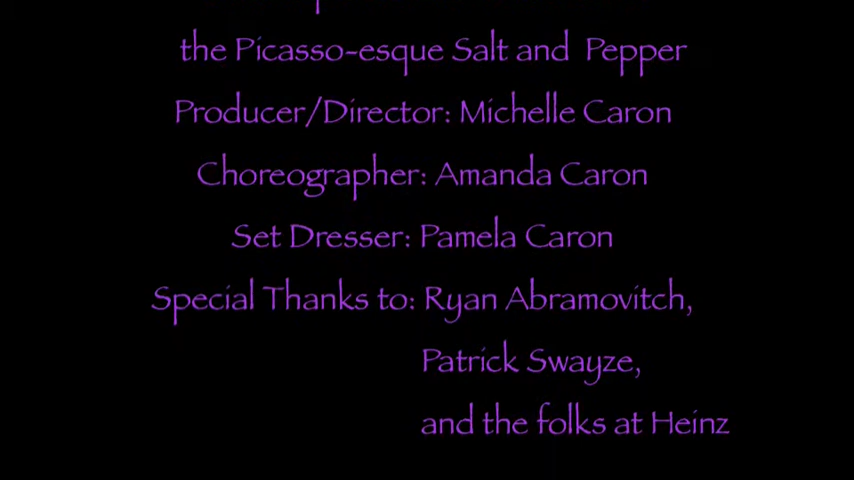 the Picasso-esque Salt and Pepper
Producer/Director: Michelle Caron
Choreographer: Amanda Caron
Set Dresser: Pamela Caron
Special Thanks to: Ryan Abramovitch,
Patrick Swayze,
and the folks at Heinz